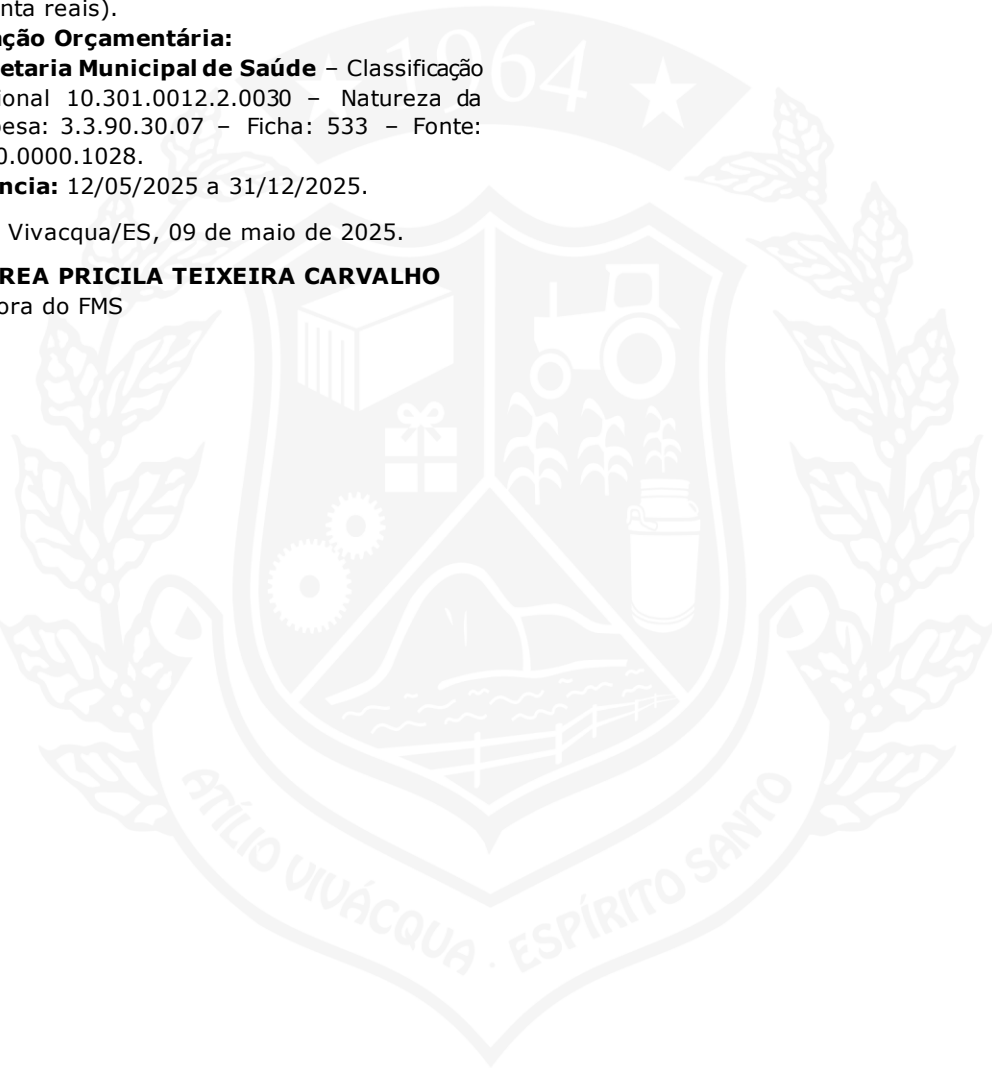 nta reais).
ção Orçamentária:
etaria Municipal de Saúde – Classificação
ional 10.301.0012.2.0030 – Natureza da
esa: 3.3.90.30.07 – Ficha: 533 – Fonte:
0.0000.1028.
ncia: 12/05/2025 a 31/12/2025.
Vivacqua/ES, 09 de maio de 2025.
REA PRICILA TEIXEIRA CARVALHO
ora do FMS
1964
ATÍLIO VIVÁCQUA . ESPÍRITO SANTO